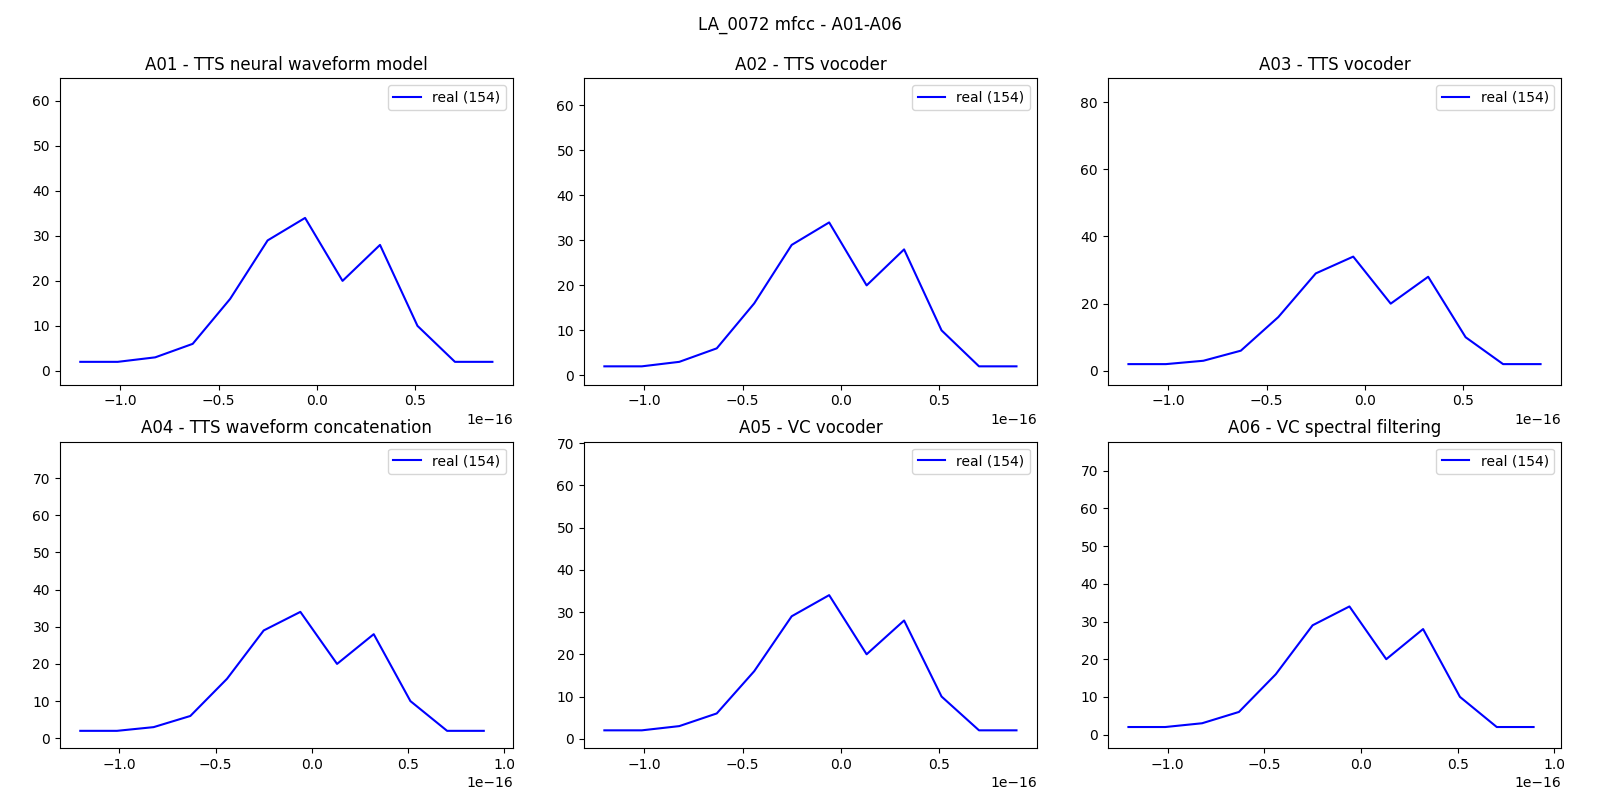 LA_0072 mfcc - A01-A06
A01 - TTS neural waveform model
real (154)
60
50
40
30
20
10
0
−1.0 −0.5 0.0 0.5
1e−16
A02 - TTS vocoder
real (154)
60
50
40
30
20
10
0
−1.0 −0.5 0.0 0.5
1e−16
A03 - TTS vocoder
real (154)
80
60
40
20
0
−1.0 −0.5 0.0 0.5
1e−16
A04 - TTS waveform concatenation
real (154)
70
60
50
40
30
20
10
0
−1.0 −0.5 0.0 0.5 1.0
1e−16
A05 - VC vocoder
real (154)
70
60
50
40
30
20
10
0
−1.0 −0.5 0.0 0.5
1e−16
A06 - VC spectral filtering
real (154)
70
60
50
40
30
20
10
0
−1.0 −0.5 0.0 0.5 1.0
1e−16